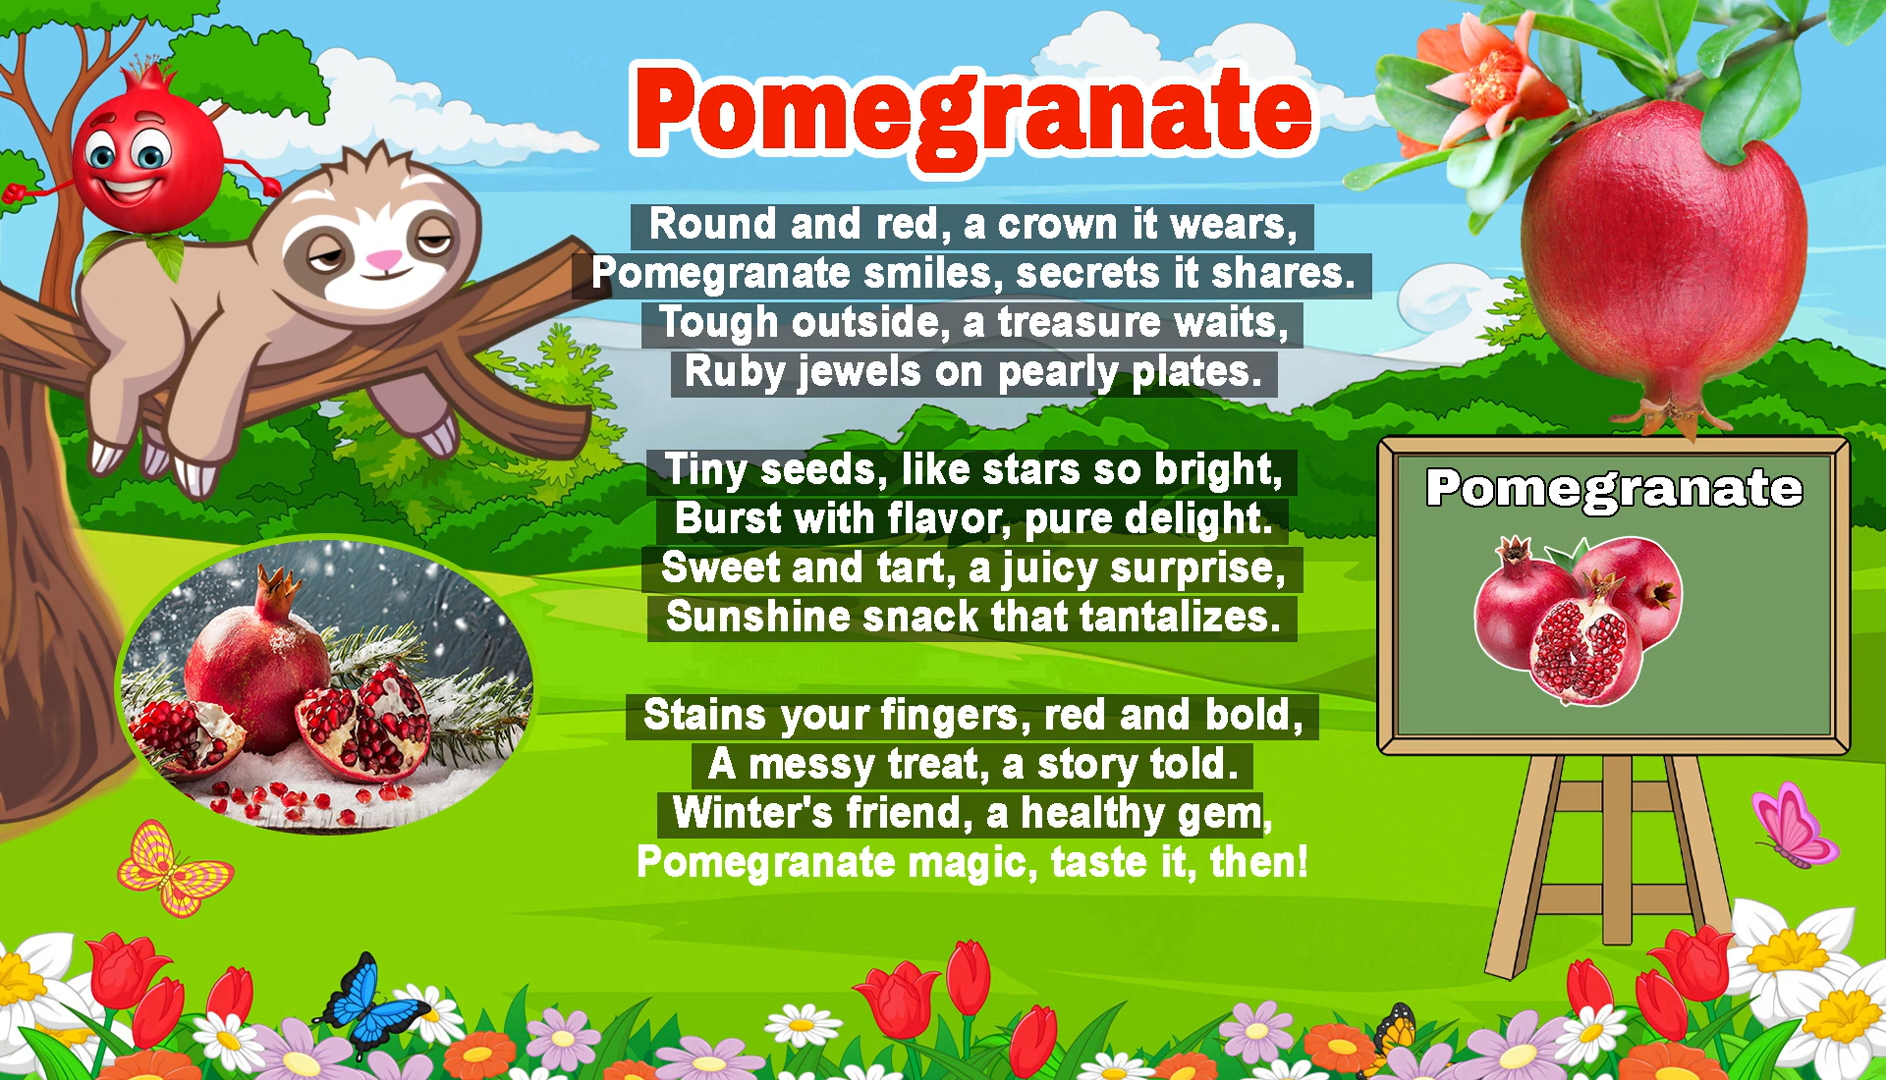 Pomegranate
Round and red, a crown it wears,
Pomegranate smiles, secrets it shares.
Tough outside, a treasure waits,
Ruby jewels on pearly plates.
Tiny seeds, like stars so bright,
Burst with flavor, pure delight.
Sweet and tart, a juicy surprise,
Sunshine snack that tantalizes.
Stains your fingers, red and bold,
A messy treat, a story told.
Winter's friend, a healthy gem,
Pomegranate magic, taste it, then!
Pomegranate